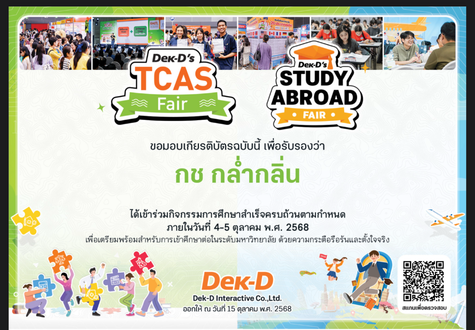 DEK-D's
TCAS
Fair
DEK-D's
STUDY
ABROAD
FAIR
ขอมอบเกียรติบัตรฉบับนี้ เพื่อรับรองว่า
กช กล่ำกลิ่น
ได้เข้าร่วมกิจกรรมการศึกษาสำเร็จครบถ้วนตามกำหนด
ภายในวันที่ 4-5 ตุลาคม พ.ศ. 2568
เพื่อเตรียมพร้อมสำหรับการเข้าศึกษาต่อในระดับมหาวิทยาลัย ด้วยความกระตือรือร้นและตั้งใจจริง
DEK-D
Dek-D Interactive Co.,Ltd.
ออกให้ ณ วันที่ 15 ตุลาคม พ.ศ. 2568
สแกนเพื่อตรวจสอบ